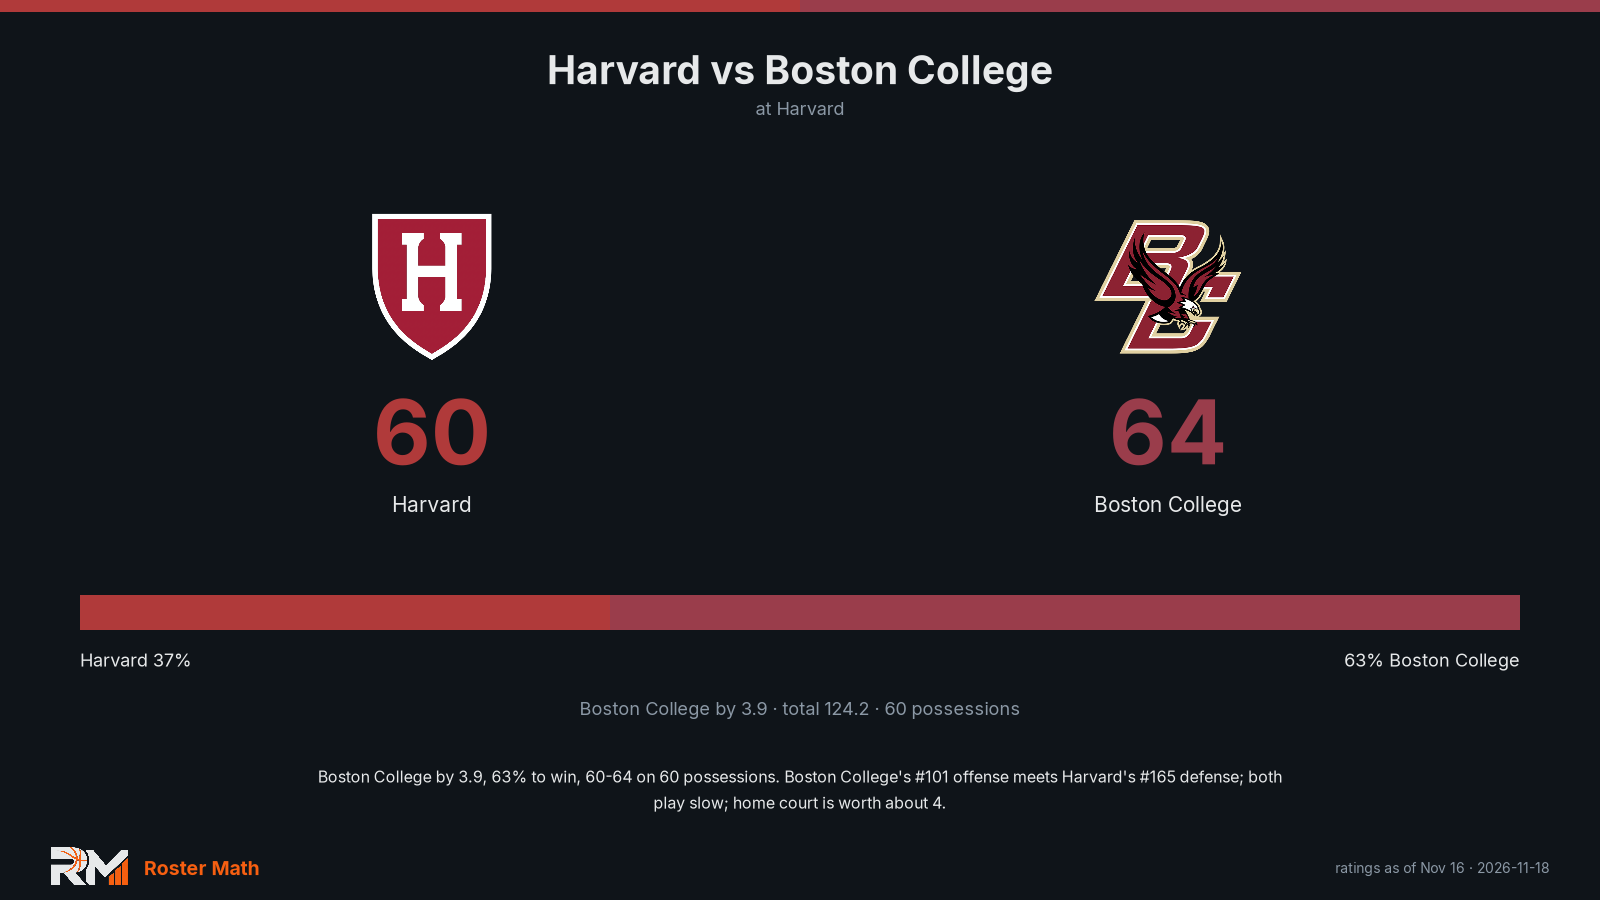 Harvard vs Boston College
at Harvard
H
BC
60
64
Harvard
Boston College
Harvard 37%
63% Boston College
Boston College by 3.9 · total 124.2 · 60 possessions
Boston College by 3.9, 63% to win, 60-64 on 60 possessions. Boston College's #101 offense meets Harvard's #165 defense; both
play slow; home court is worth about 4.
RM
Roster Math
ratings as of Nov 16 · 2026-11-18